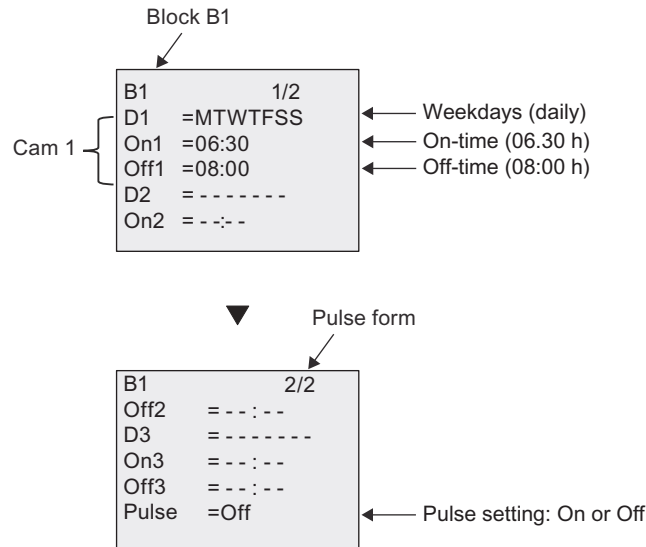 Block B1
B1 1/2
D1 =MTWTFSS Weekdays (daily)
Cam 1 On1 =06:30 On-time (06.30 h)
Off1 =08:00 Off-time (08:00 h)
D2 = - - - - - - -
On2 = - -:- -
Pulse form
B1 2/2
Off2 = - - : - -
D3 = - - - - - - -
On3 = - - : - -
Off3 = - - : - -
Pulse =Off Pulse setting: On or Off